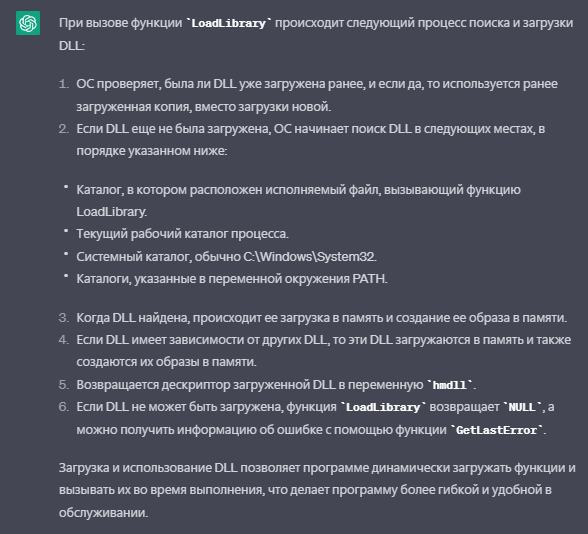 При вызове функции `LoadLibrary` происходит следующий процесс поиска и загрузки
DLL:
1. ОС проверяет, была ли DLL уже загружена ранее, и если да, то используется ранее
загруженная копия, вместо загрузки новой.
2. Если DLL еще не была загружена, ОС начинает поиск DLL в следующих местах, в
порядке указанном ниже:
• Каталог, в котором расположен исполняемый файл, вызывающий функцию
LoadLibrary.
• Текущий рабочий каталог процесса.
• Системный каталог, обычно C:\Windows\System32.
• Каталоги, указанные в переменной окружения PATH.
3. Когда DLL найдена, происходит ее загрузка в память и создание ее образа в памяти.
4. Если DLL имеет зависимости от других DLL, то эти DLL загружаются в память и также
создаются их образы в памяти.
5. Возвращается дескриптор загруженной DLL в переменную `hmdll`.
6. Если DLL не может быть загружена, функция `LoadLibrary` возвращает `NULL`, а
можно получить информацию об ошибке с помощью функции `GetLastError`.
Загрузка и использование DLL позволяет программе динамически загружать функции и
вызывать их во время выполнения, что делает программу более гибкой и удобной в
обслуживании.